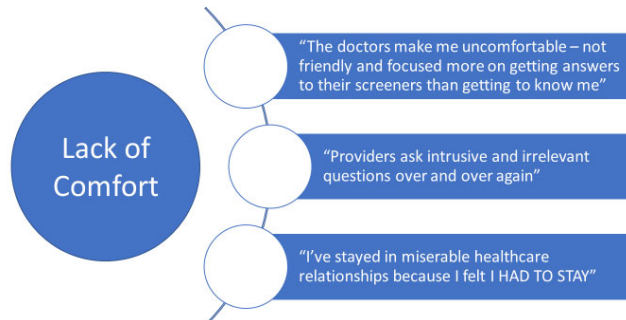 Lack of
Comfort
“The doctors make me uncomfortable – not
friendly and focused more on getting answers
to their screeners than getting to know me”
“Providers ask intrusive and irrelevant
questions over and over again”
“I’ve stayed in miserable healthcare
relationships because I felt I HAD TO STAY”